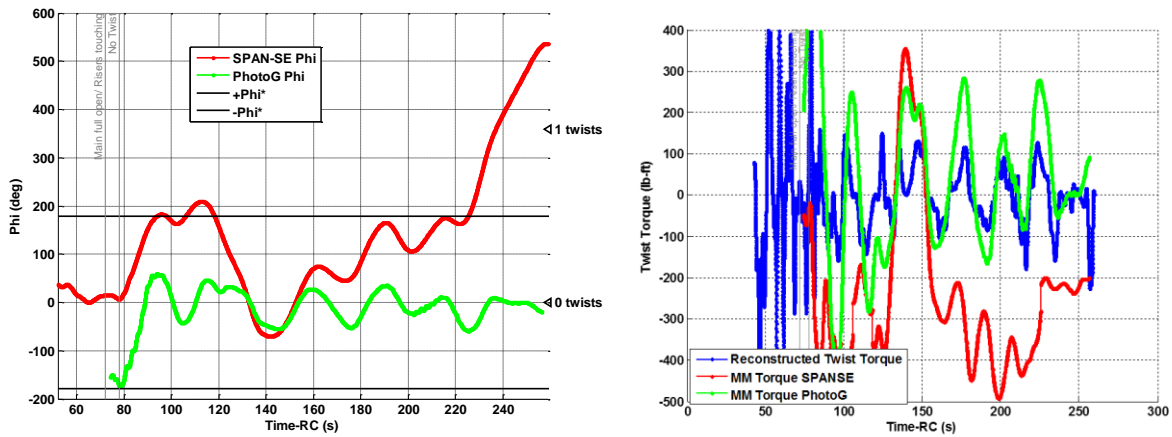 600
500
400
300
200
100
0
-100
-200
Phi (deg)
Main full open/ Risers touching
No Twist
SPAN-SE Phi
PhotoG Phi
+Phi*
-Phi*
1 twists
0 twists
60 80 100 120 140 160 180 200 220 240
Time-RC (s)
400
300
200
100
0
-100
-200
-300
-400
-500
Twist Torque (lb-ft)
Reconstructed Twist Torque
MM Torque SPANSE
MM Torque PhotoG
0 50 100 150 200 250 300
Time-RC (s)